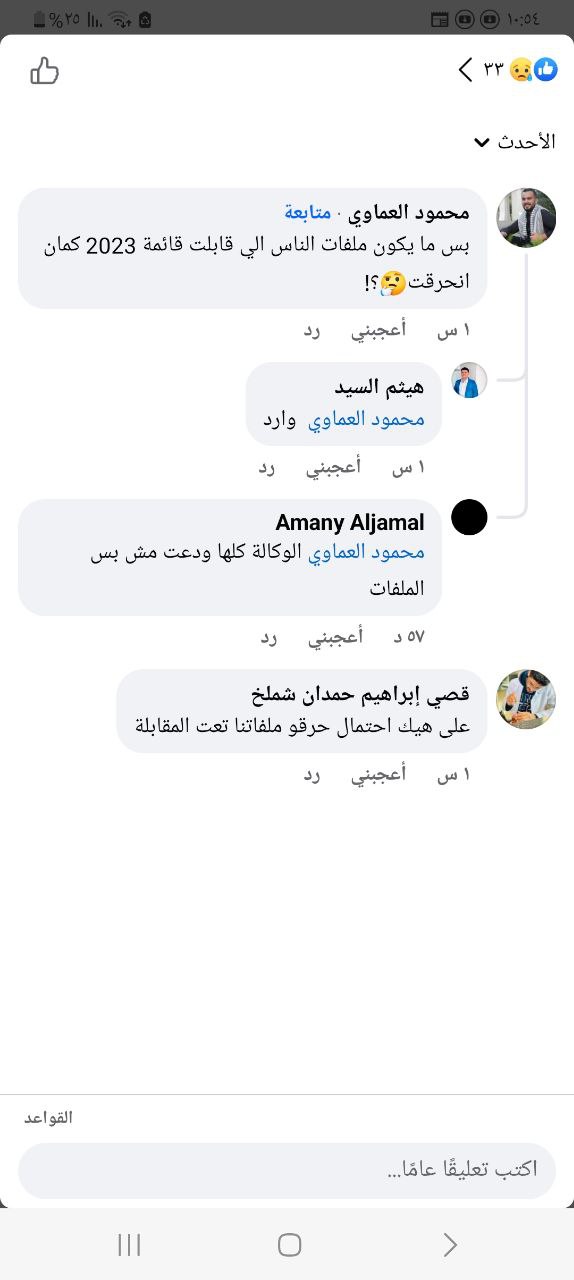 ١٠:٥٤ %٢٥
٣٣
الأحدث
محمود العماوي · متابعة
بس ما يكون ملفات الناس الي قابلت قائمة 2023 كمان
انحرقت🤔؟!
١ س أعجبني رد
هيثم السيد
محمود العماوي وارد
١ س أعجبني رد
Amany Aljamal
محمود العماوي الوكالة كلها ودعت مش بس
الملفات
٥٧ د أعجبني رد
قصي إبراهيم حمدان شملخ
على هيك احتمال حرقو ملفاتنا تعت المقابلة
١ س أعجبني رد
القواعد
اكتب تعليقًا عامًا...